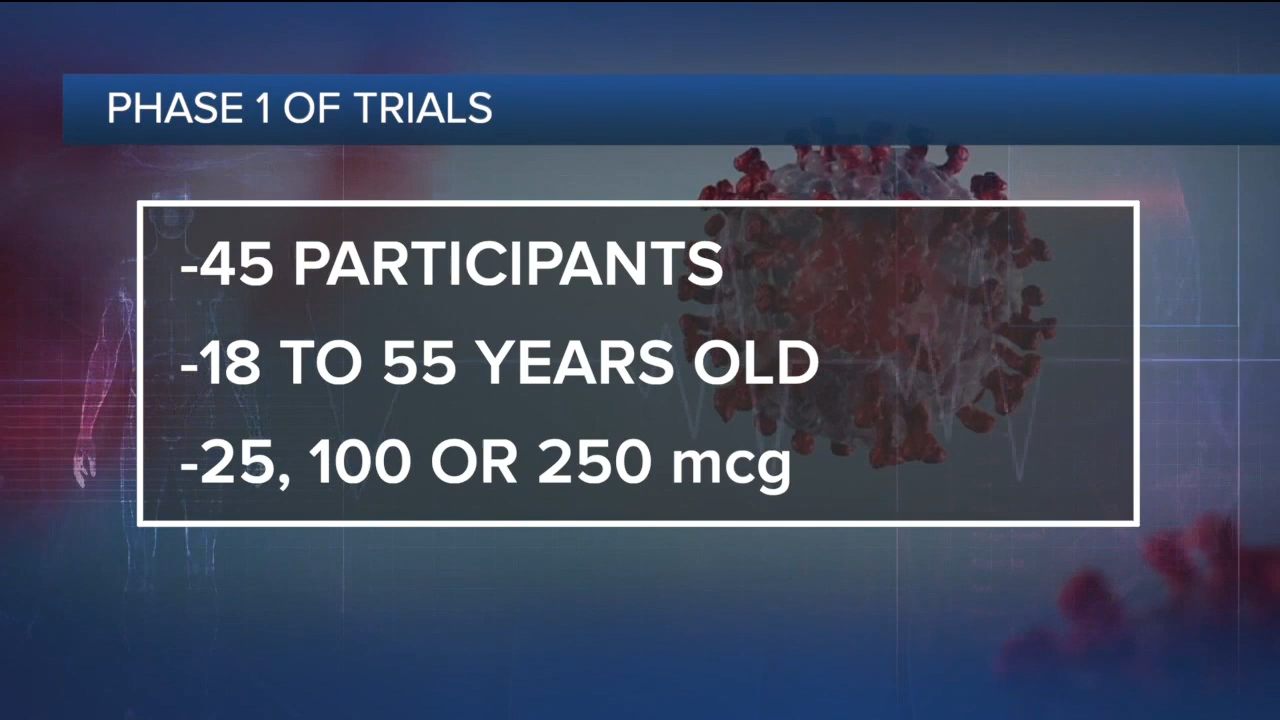 PHASE 1 OF TRIALS
-45 PARTICIPANTS
-18 TO 55 YEARS OLD
-25, 100 OR 250 mcg